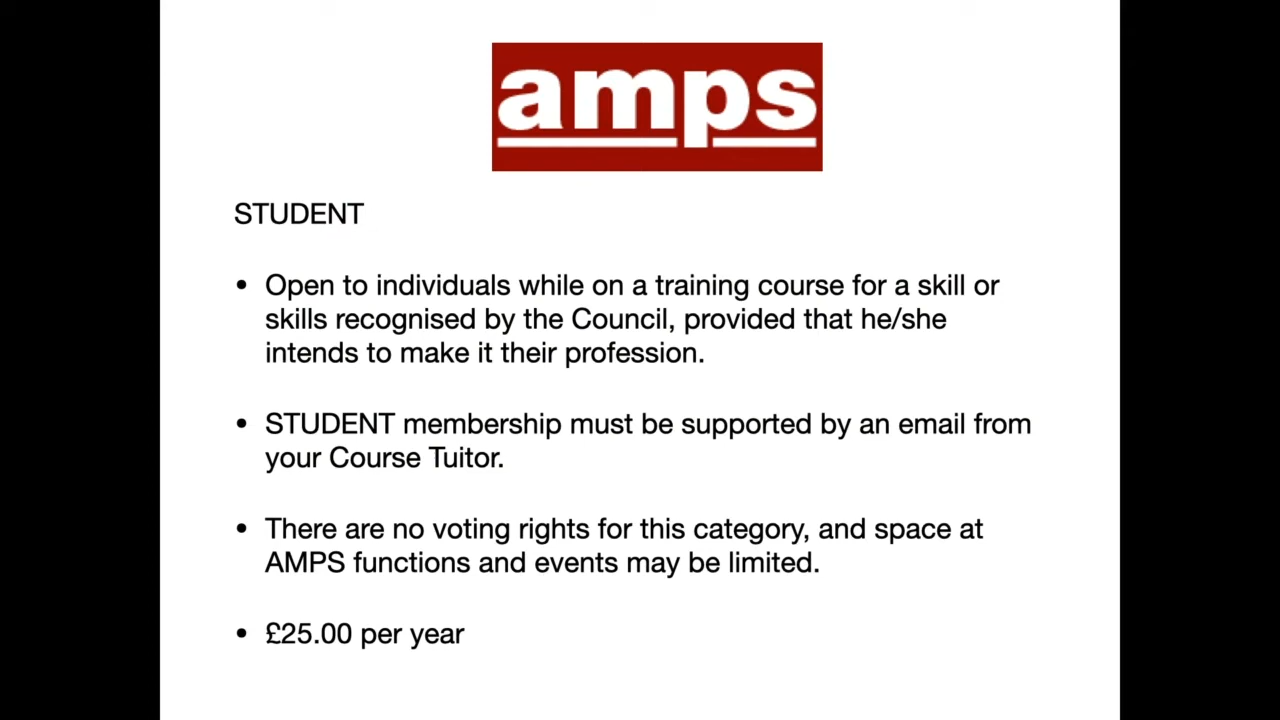 amps
STUDENT
• Open to individuals while on a training course for a skill or
skills recognised by the Council, provided that he/she
intends to make it their profession.
• STUDENT membership must be supported by an email from
your Course Tutor.
• There are no voting rights for this category, and space at
AMPS functions and events may be limited.
• £25.00 per year